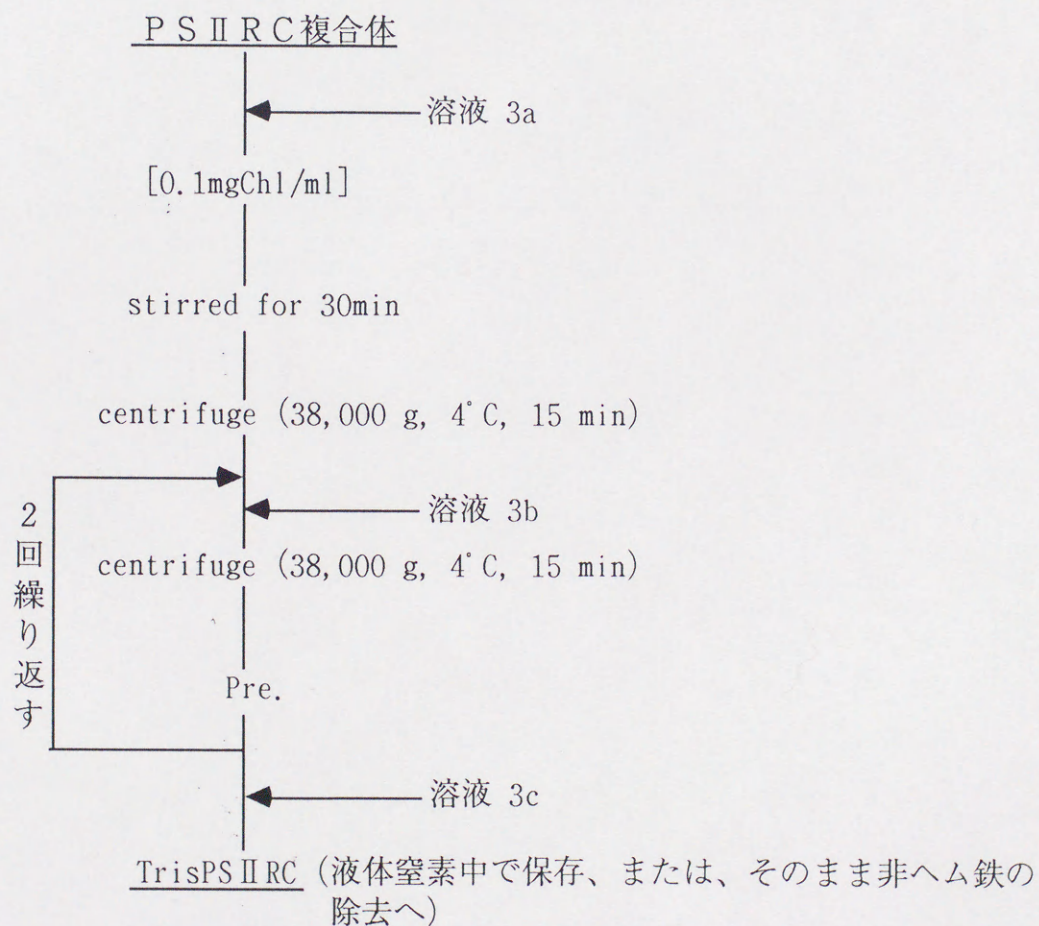 PSⅡRC複合体
溶液 3a
[0.1mgChl/ml]
stirred for 30min
centrifuge (38,000 g, 4°C, 15 min)
溶液 3b
centrifuge (38,000 g, 4°C, 15 min)
2回繰り返す
Pre.
溶液 3c
TrisPSⅡRC (液体窒素中で保存、または、そのまま非ヘム鉄の
除去へ)